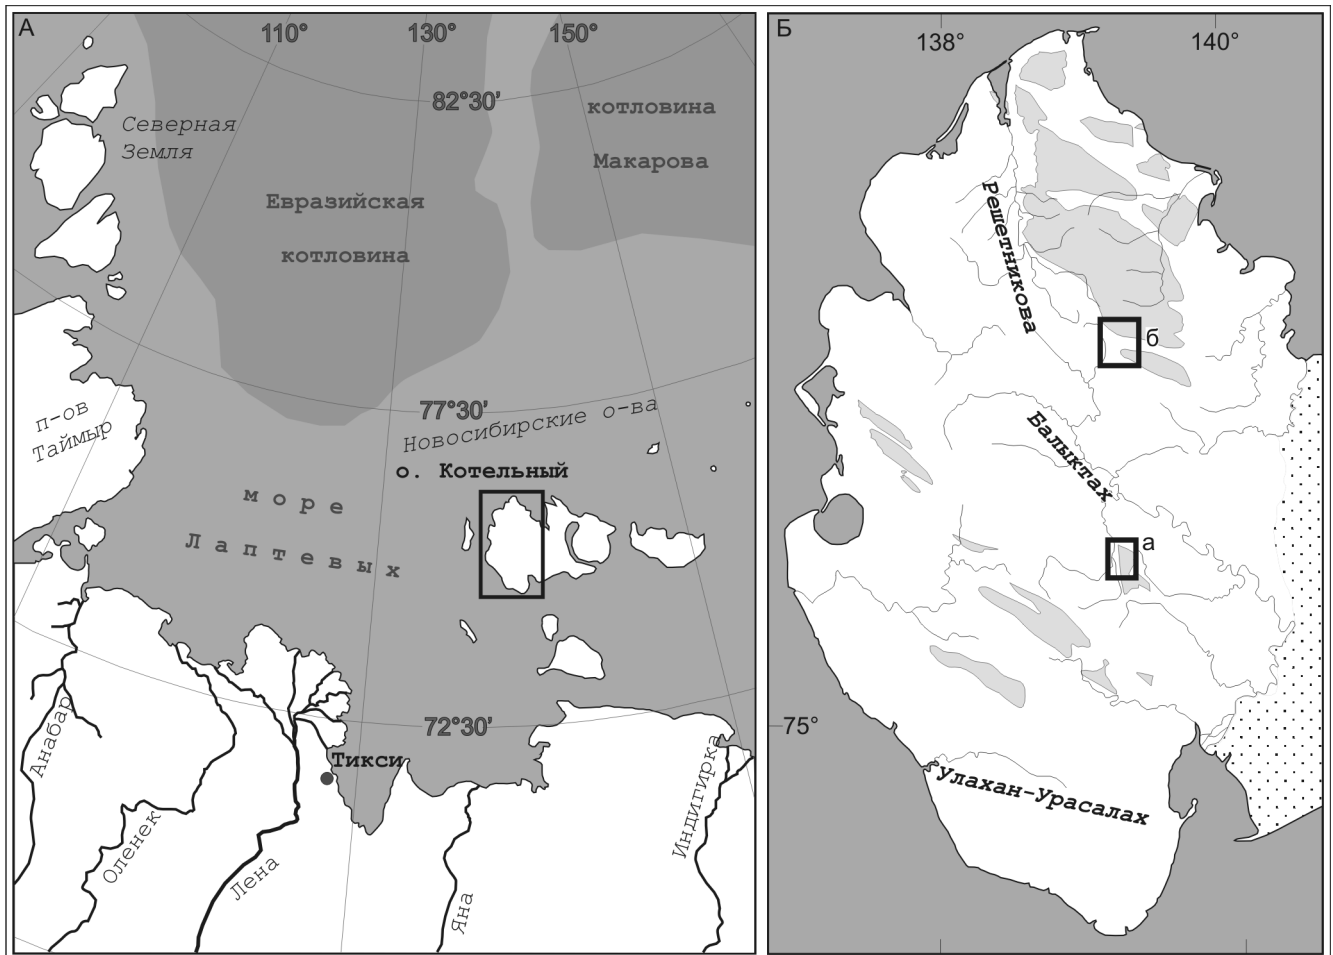 А
110°
130°
150°
82°30′
котловина
Макарова
Северная
Земля
Евразийская
котловина
77°30′
Новосибирские о-ва
о. Котельный
п-ов
Таймыр
море
Лаптевых
72°30′
Тикси
Анабар
Оленек
Лена
Яна
Индигирка
Б
138°
140°
Решетникова
б
Балыктах
а
75°
Улахан-Урасалах